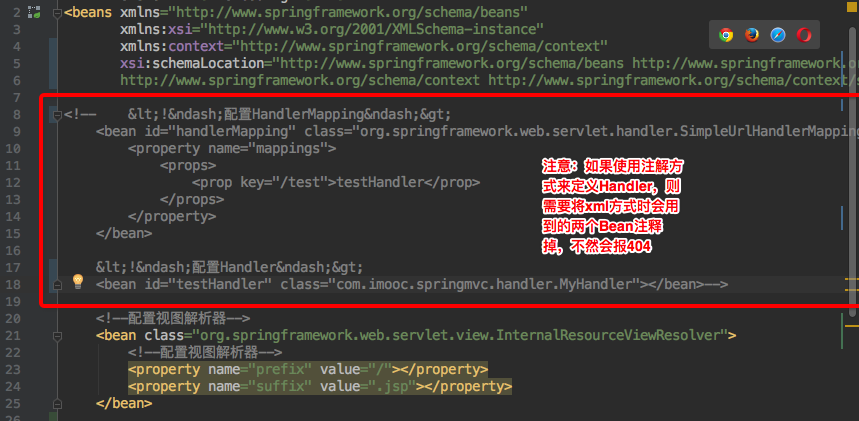 2 <beans xmlns="http://www.springframework.org/schema/beans"
3 xmlns:xsi="http://www.w3.org/2001/XMLSchema-instance"
4 xmlns:context="http://www.springframework.org/schema/context"
5 xsi:schemaLocation="http://www.springframework.org/schema/beans http://www.springframework.org
6 http://www.springframework.org/schema/context http://www.springframework.org/schema/context/s
7
8 <!-- &lt;!&ndash;配置HandlerMapping&ndash;&gt;
9 <bean id="handlerMapping" class="org.springframework.web.servlet.handler.SimpleUrlHandlerMapping
10 <property name="mappings">
11 <props>
12 <prop key="/test">testHandler</prop>
13 </props>
14 </property>
15 </bean>
16
17 &lt;!&ndash;配置Handler&ndash;&gt;
18 <bean id="testHandler" class="com.imooc.springmvc.handler.MyHandler"></bean>-->
19
注意：如果使用注解方
式来定义Handler，则
需要将xml方式时会用
到的两个Bean注释
掉，不然会报404
20 <!--配置视图解析器-->
21 <bean class="org.springframework.web.servlet.view.InternalResourceViewResolver">
22 <!--配置视图解析器-->
23 <property name="prefix" value="/"></property>
24 <property name="suffix" value=".jsp"></property>
25 </bean>
26